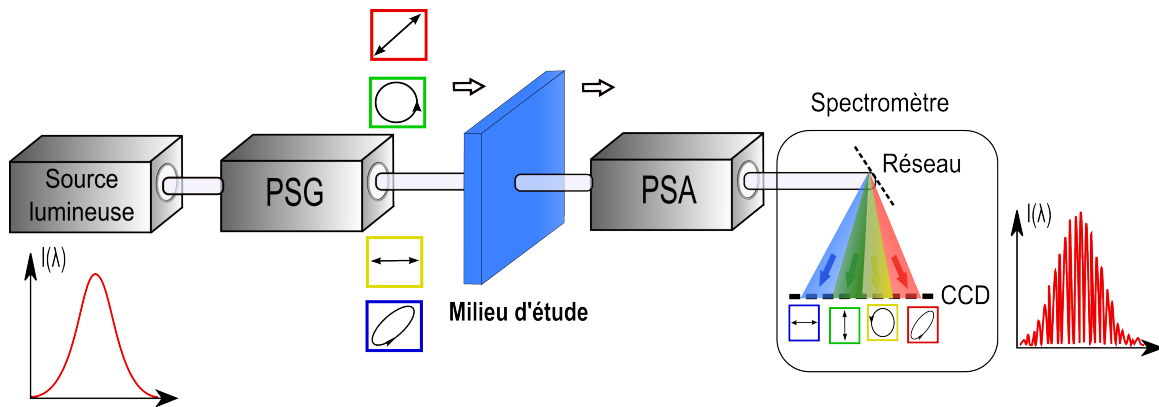 Source
lumineuse
PSG
Milieu d'étude
PSA
Spectromètre
Réseau
CCD
I(λ)
I(λ)